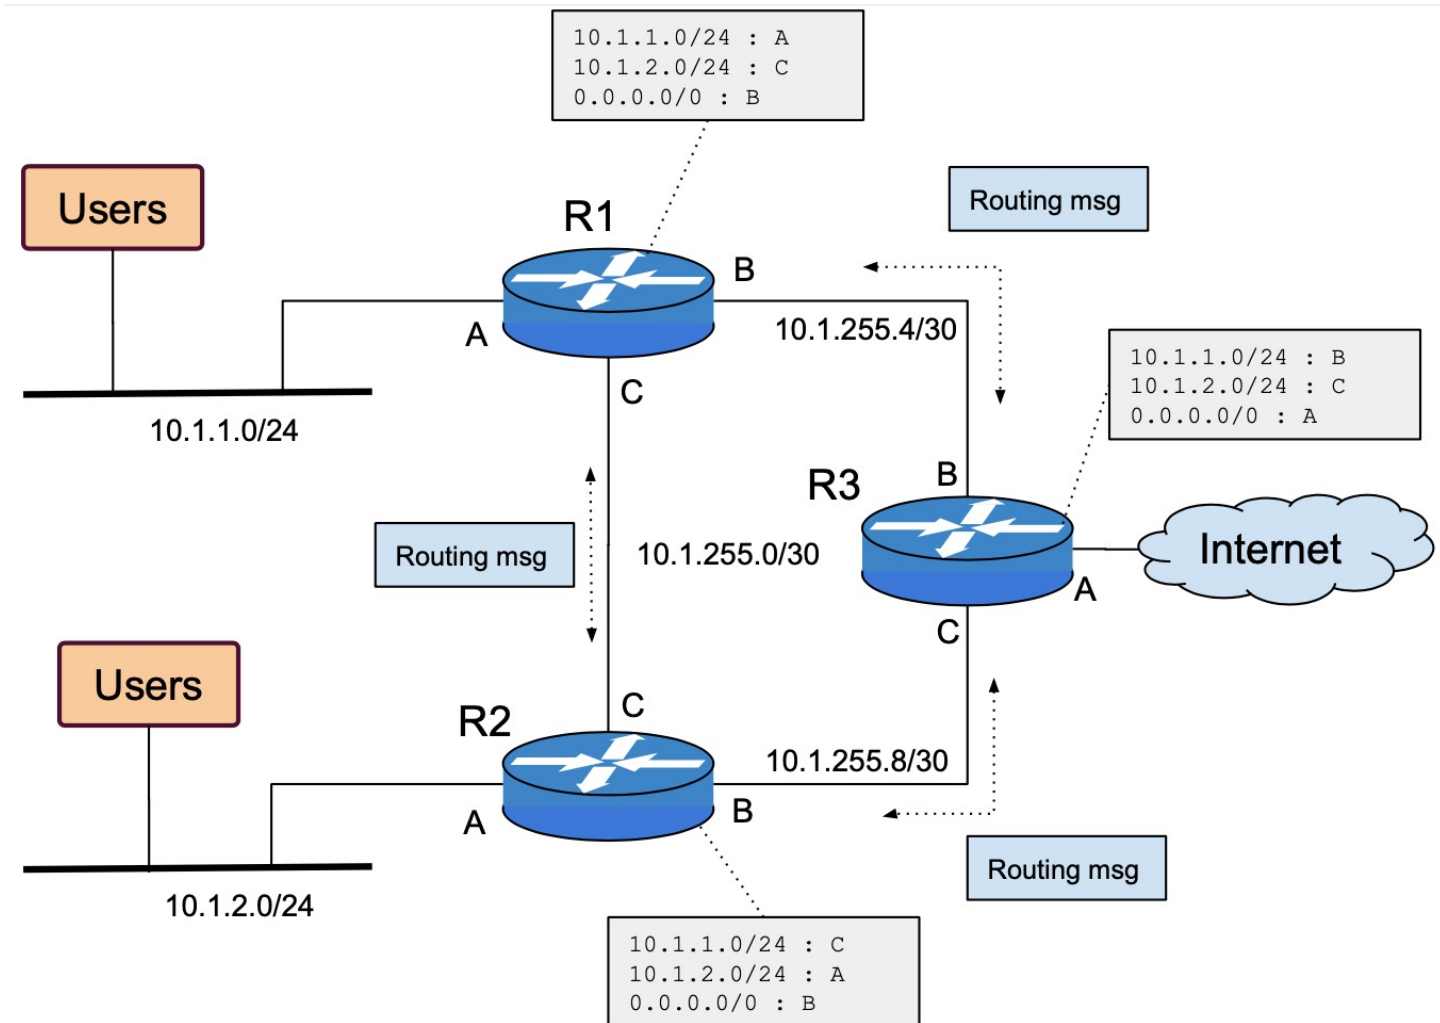 10.1.1.0/24 : A
10.1.2.0/24 : C
0.0.0.0/0 : B
Users
R1
Routing msg
B
A
10.1.255.4/30
C
10.1.1.0/24
10.1.1.0/24 : B
10.1.2.0/24 : C
0.0.0.0/0 : A
B
R3
Routing msg
10.1.255.0/30
Internet
A
C
Users
C
R2
10.1.255.8/30
A
B
Routing msg
10.1.2.0/24
10.1.1.0/24 : C
10.1.2.0/24 : A
0.0.0.0/0 : B